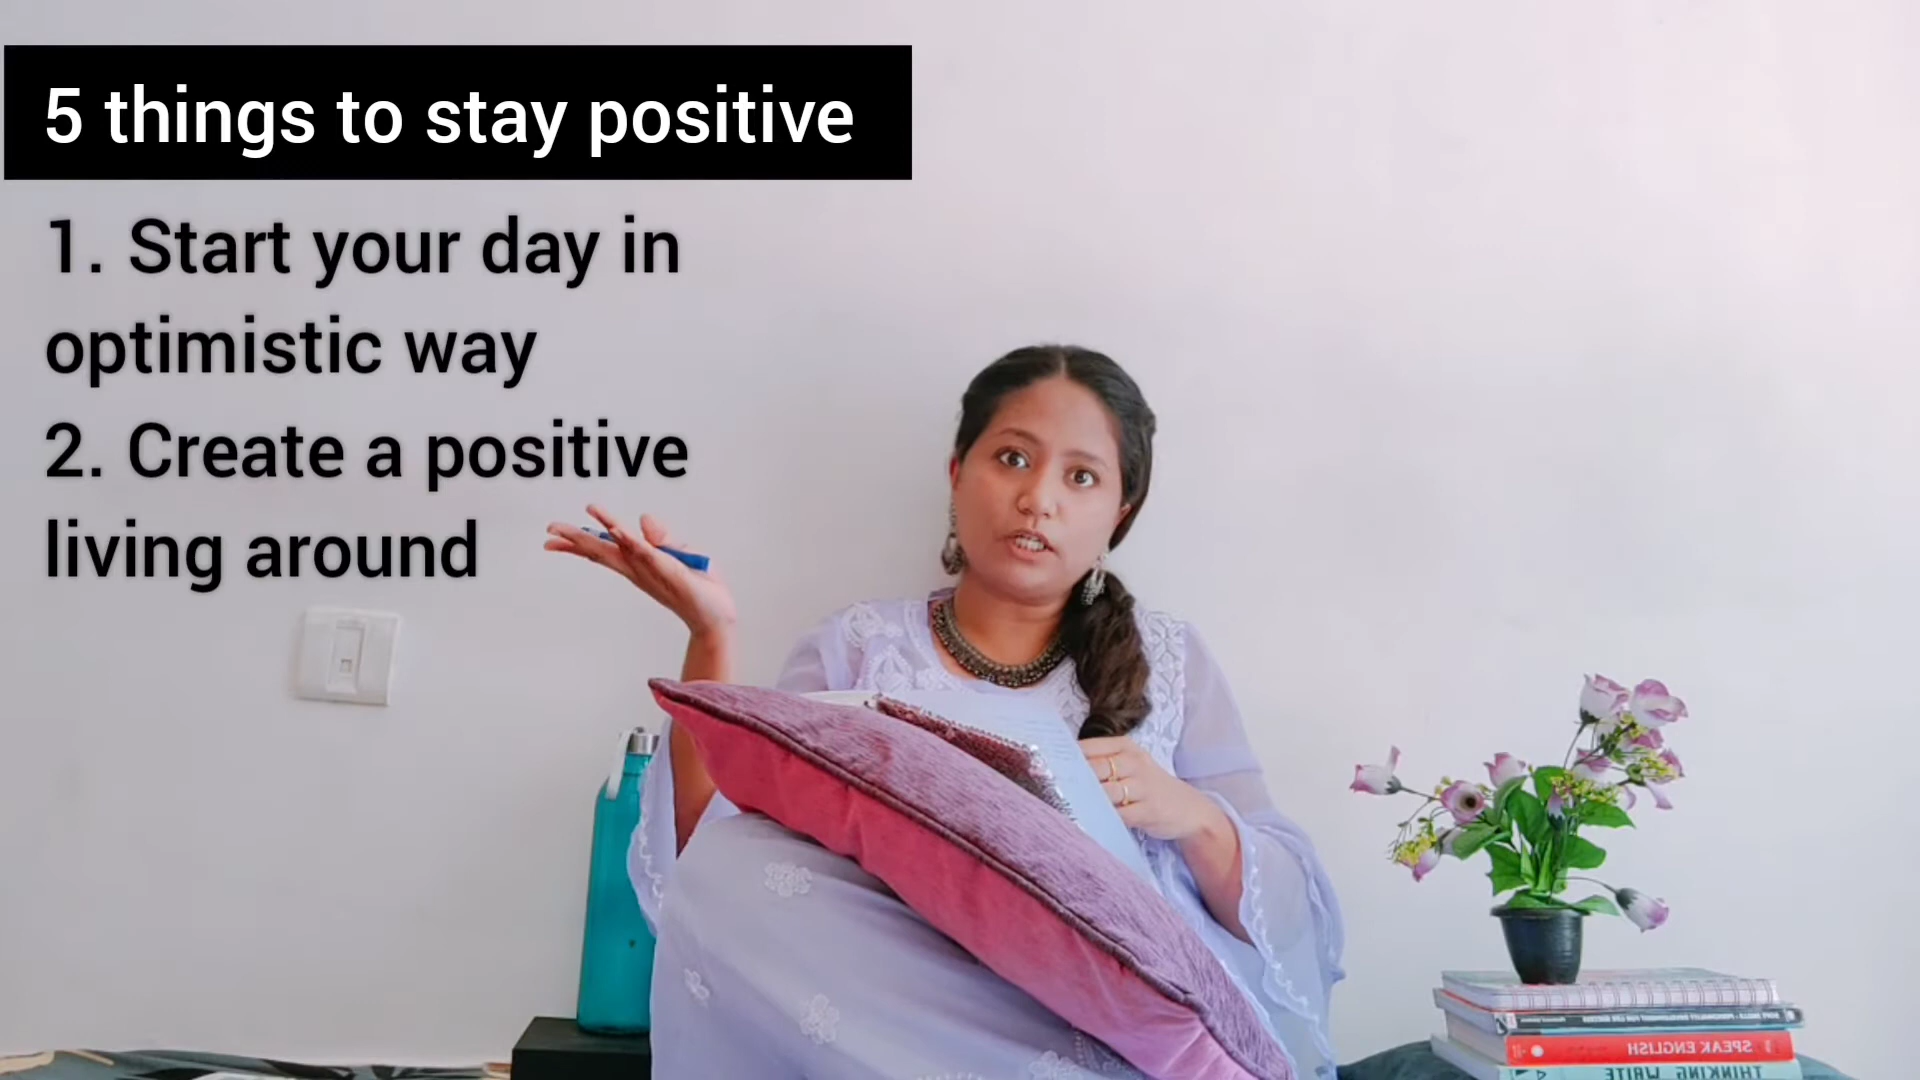 5 things to stay positive
1. Start your day in
optimistic way
2. Create a positive
living around
SPEAK ENGLISH
THINKING WRITE